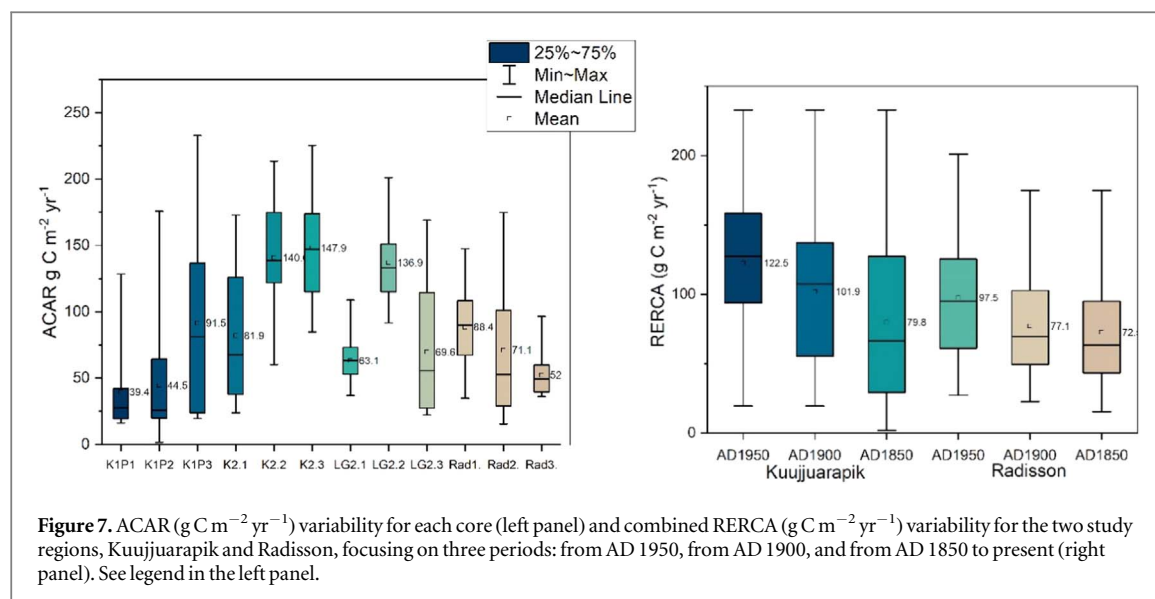 25%~75%
Min~Max
Median Line
Mean
ACAR g C m-2 yr-1
250
200
150
100
50
0
39.4
44.5
91.5
81.9
147.9
63.1
136.9
69.6
88.4
71.1
52
K1P1 K1P2 K1P3 K2.1 K2.2 K2.3 LG2.1 LG2.2 LG2.3 Rad1. Rad2. Rad3.
RERCA (g C m-2 yr-1)
200
100
0
122.5
101.9
79.8
97.5
77.1
AD1950 AD1900 AD1850 AD1950 AD1900 AD1850
Kuujjuarapik Radisson
Figure 7. ACAR (g C m−2 yr−1) variability for each core (left panel) and combined RERCA (g C m−2 yr−1) variability for the two study
regions, Kuujjuarapik and Radisson, focusing on three periods: from AD 1950, from AD 1900, and from AD 1850 to present (right
panel). See legend in the left panel.